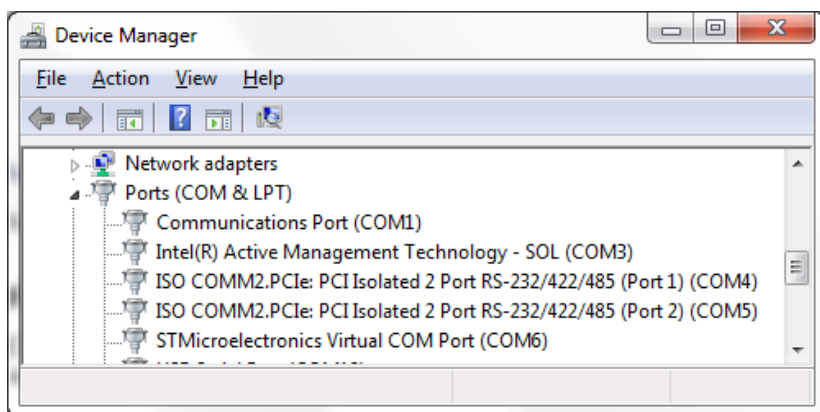 Device Manager
File Action View Help
Network adapters
Ports (COM & LPT)
Communications Port (COM1)
Intel(R) Active Management Technology - SOL (COM3)
ISO COMM2.PCIe: PCI Isolated 2 Port RS-232/422/485 (Port 1) (COM4)
ISO COMM2.PCIe: PCI Isolated 2 Port RS-232/422/485 (Port 2) (COM5)
STMicroelectronics Virtual COM Port (COM6)